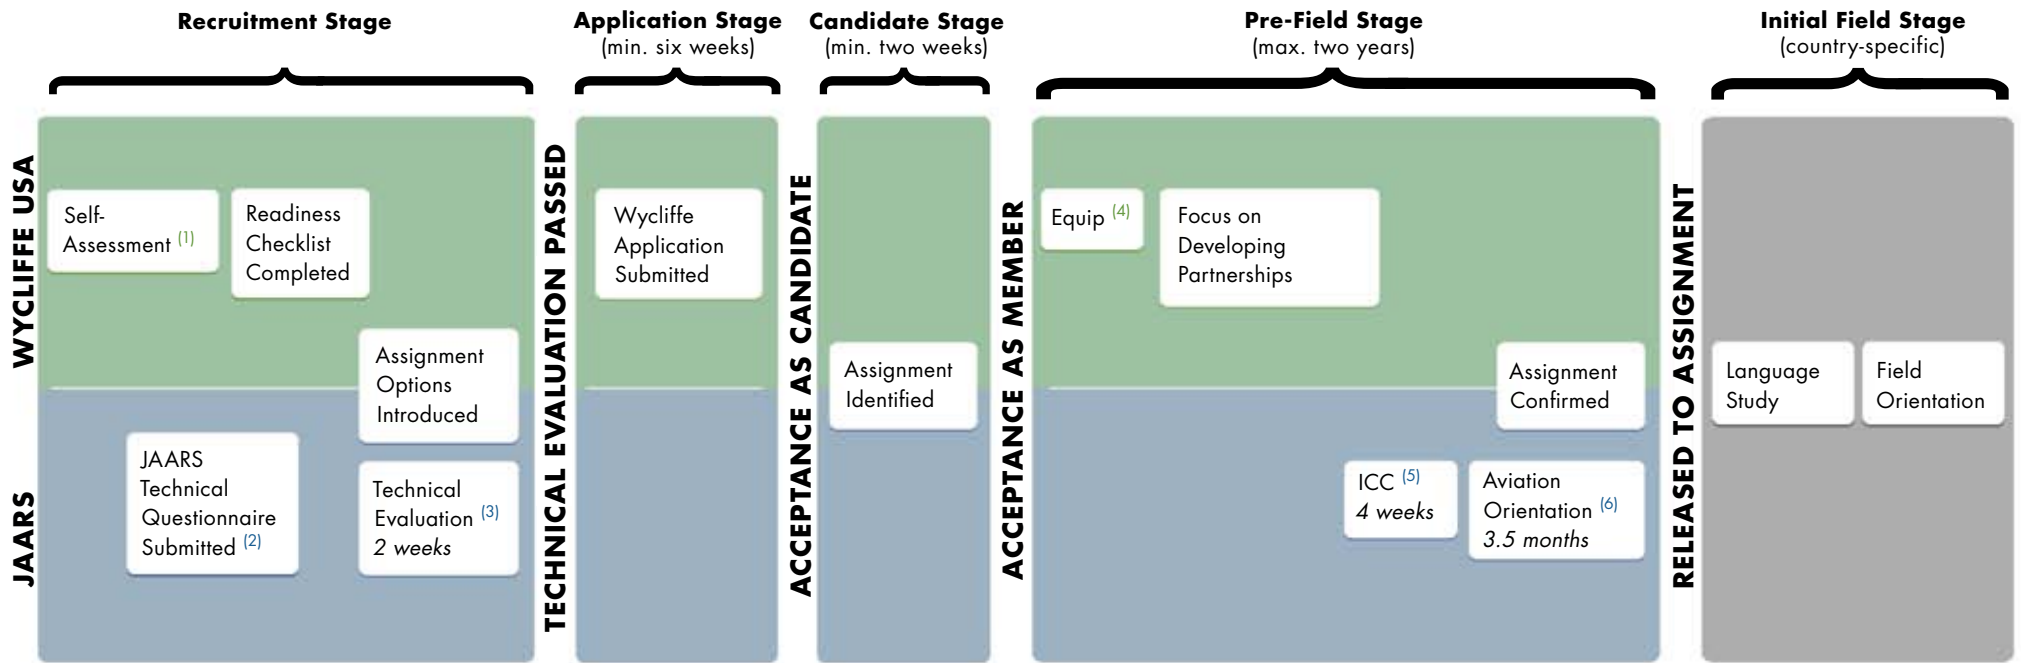 Recruitment Stage
Application Stage
(min. six weeks)
Candidate Stage
(min. two weeks)
Pre-Field Stage
(max. two years)
Initial Field Stage
(country-specific)
WYCLIFFE USA
JAARS
Self-
Assessment (1)
Readiness
Checklist
Completed
Assignment
Options
Introduced
JAARS
Technical
Questionnaire
Submitted (2)
Technical
Evaluation (3)
2 weeks
TECHNICAL EVALUATION PASSED
Wycliffe
Application
Submitted
ACCEPTANCE AS CANDIDATE
Assignment
Identified
ACCEPTANCE AS MEMBER
Equip (4)
Focus on
Developing
Partnerships
Assignment
Confirmed
ICC (5)
4 weeks
Aviation
Orientation (6)
3.5 months
RELEASED TO ASSIGNMENT
Language
Study
Field
Orientation